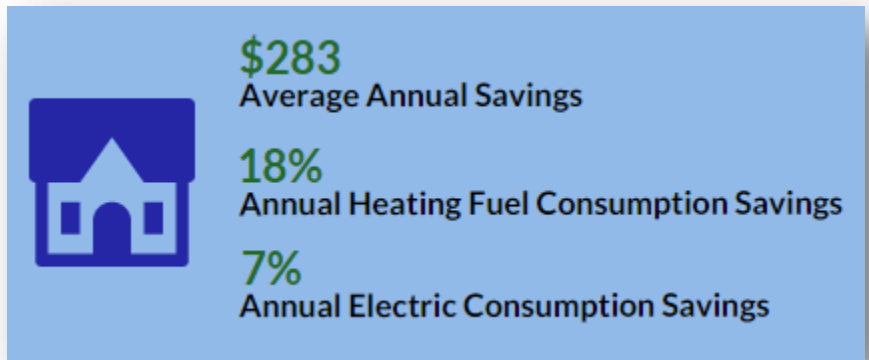 $283
Average Annual Savings
18%
Annual Heating Fuel Consumption Savings
7%
Annual Electric Consumption Savings